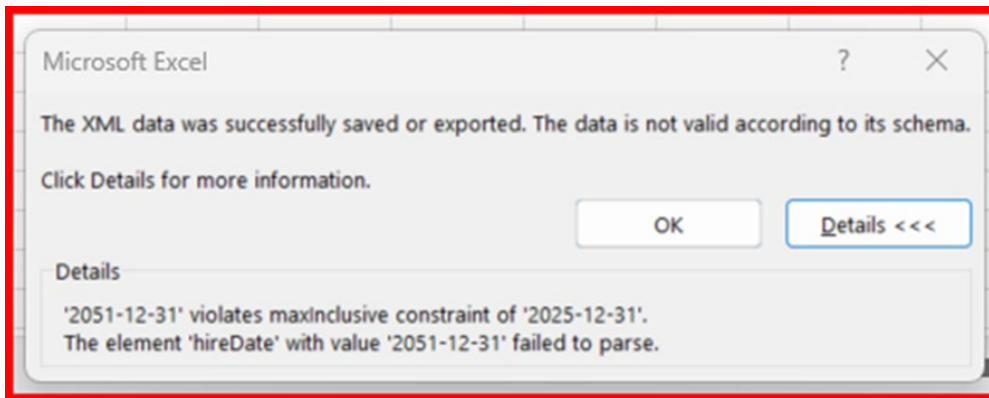 Microsoft Excel
?
The XML data was successfully saved or exported. The data is not valid according to its schema.
Click Details for more information.
OK
Details <<<
Details
'2051-12-31' violates maxInclusive constraint of '2025-12-31'.
The element 'hireDate' with value '2051-12-31' failed to parse.